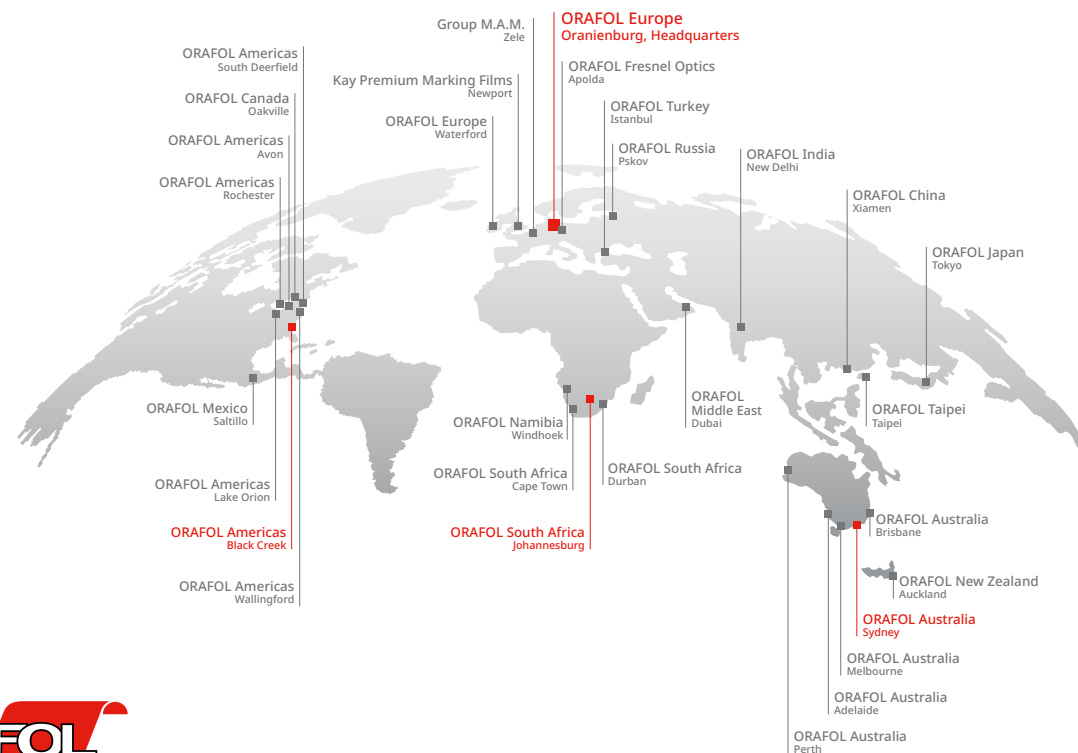 Group M.A.M.
Zele
ORAFOL Europe
Oranienburg, Headquarters
ORAFOL Americas
South Deerfield
ORAFOL Fresnel Optics
Apolda
Kay Premium Marking Films
Newport
ORAFOL Canada
Oakville
ORAFOL Turkey
Istanbul
ORAFOL Europe
Waterford
ORAFOL Americas
Avon
ORAFOL Russia
Pskov
ORAFOL India
New Delhi
ORAFOL Americas
Rochester
ORAFOL China
Xiamen
ORAFOL Japan
Tokyo
ORAFOL Mexico
Saltillo
ORAFOL Namibia
Windhoek
ORAFOL
Middle East
Dubai
ORAFOL Taipei
Taipei
ORAFOL South Africa
Cape Town
ORAFOL South Africa
Durban
ORAFOL Americas
Lake Orion
ORAFOL Americas
Black Creek
ORAFOL South Africa
Johannesburg
ORAFOL Australia
Brisbane
ORAFOL Americas
Wallingford
ORAFOL New Zealand
Auckland
ORAFOL Australia
Sydney
ORAFOL Australia
Melbourne
ORAFOL Australia
Adelaide
ORAFOL Australia
Perth
FOL